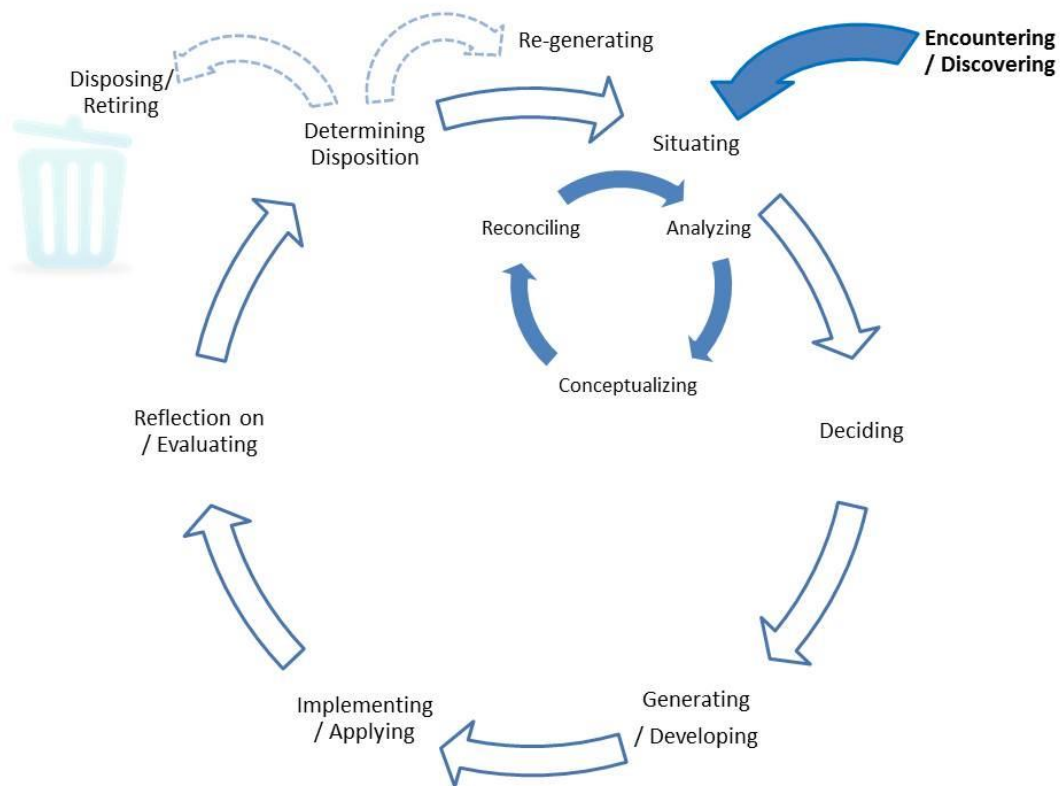 Encountering
/ Discovering
Re-generating
Disposing/
Retiring
Determining
Disposition
Situating
Reconciling
Analyzing
Conceptualizing
Deciding
Generating
/ Developing
Implementing
/ Applying
Reflection on
/ Evaluating